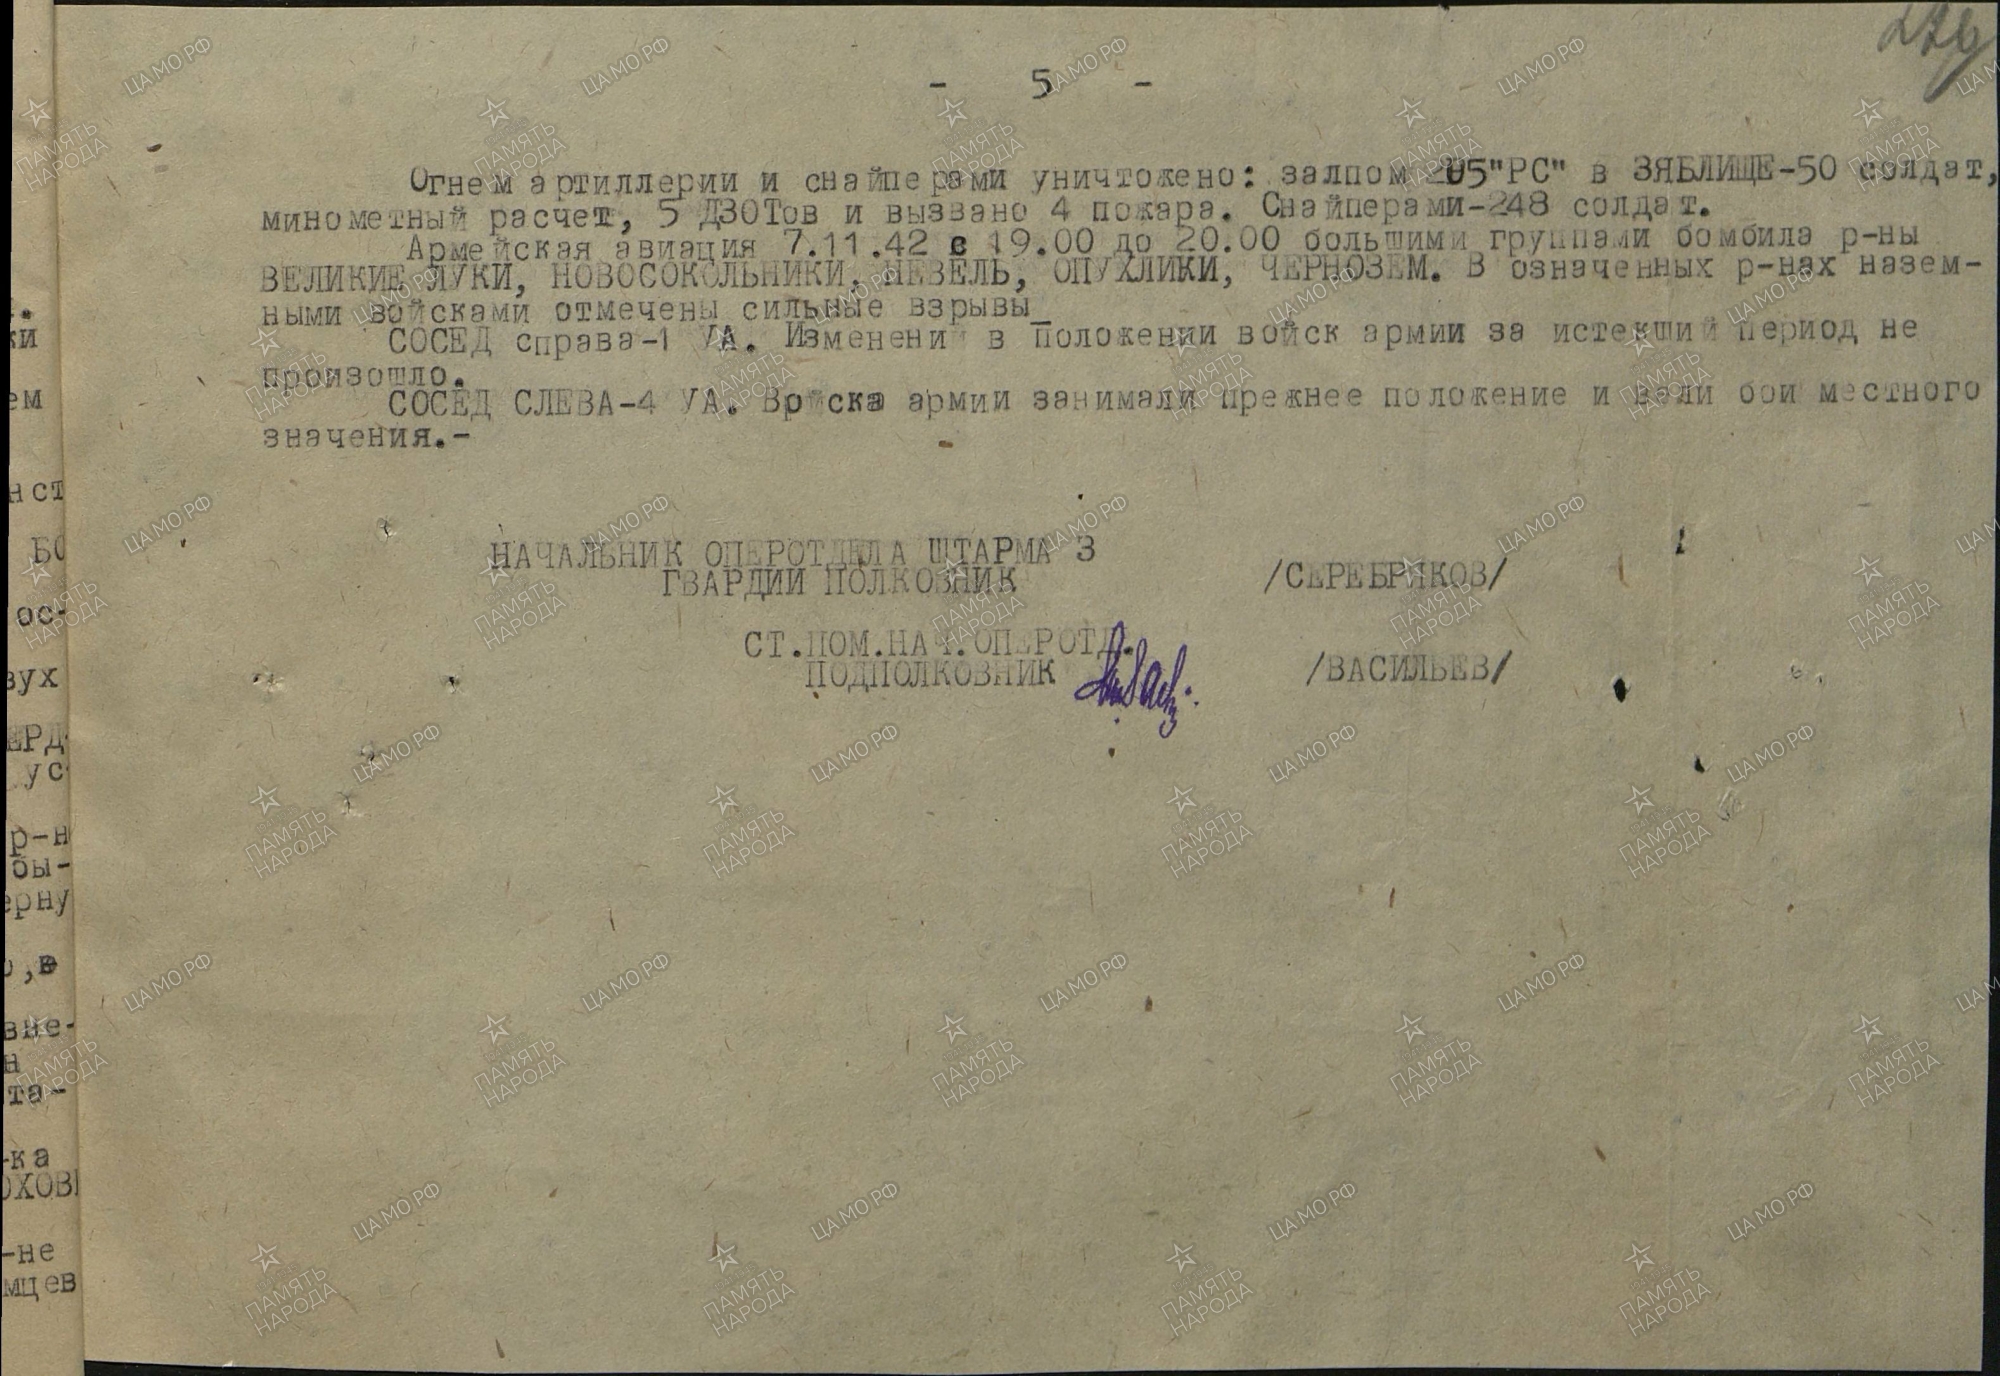 - 5 -
Огнем артиллерии и снайперами уничтожено: залпом 205"РС" в ЗЯБЛИЩЕ-50 солдат,
минометный расчет, 5 ДЗОТов и вызвано 4 пожара. Снайперами-248 солдат.
Армейская авиация 7.11.42 с 19.00 до 20.00 большими группами бомбила р-ны
ВЕЛИКИЕ ЛУКИ, НОВОСОКОЛЬНИКИ, НЕВЕЛЬ, ОПУХЛИКИ, ЧЕРНОЗЕМ. В означенных р-нах назем-
ными войсками отмечены сильные взрывы_
СОСЕД справа-1 УА. Изменений в положении войск армии за истекший период не
произошло.
СОСЕД СЛЕВА-4 УА. Войска армии занимали прежнее положение и вели бои местного
значения.-
НАЧАЛЬНИК ОПЕРОТДЕЛА ШТАРМА 3
ГВАРДИИ ПОЛКОВНИК /СЕРЕБРЯКОВ/
СТ.ПОМ.НАЧ.ОПЕРОТД.
ПОДПОЛКОВНИК /ВАСИЛЬЕВ/